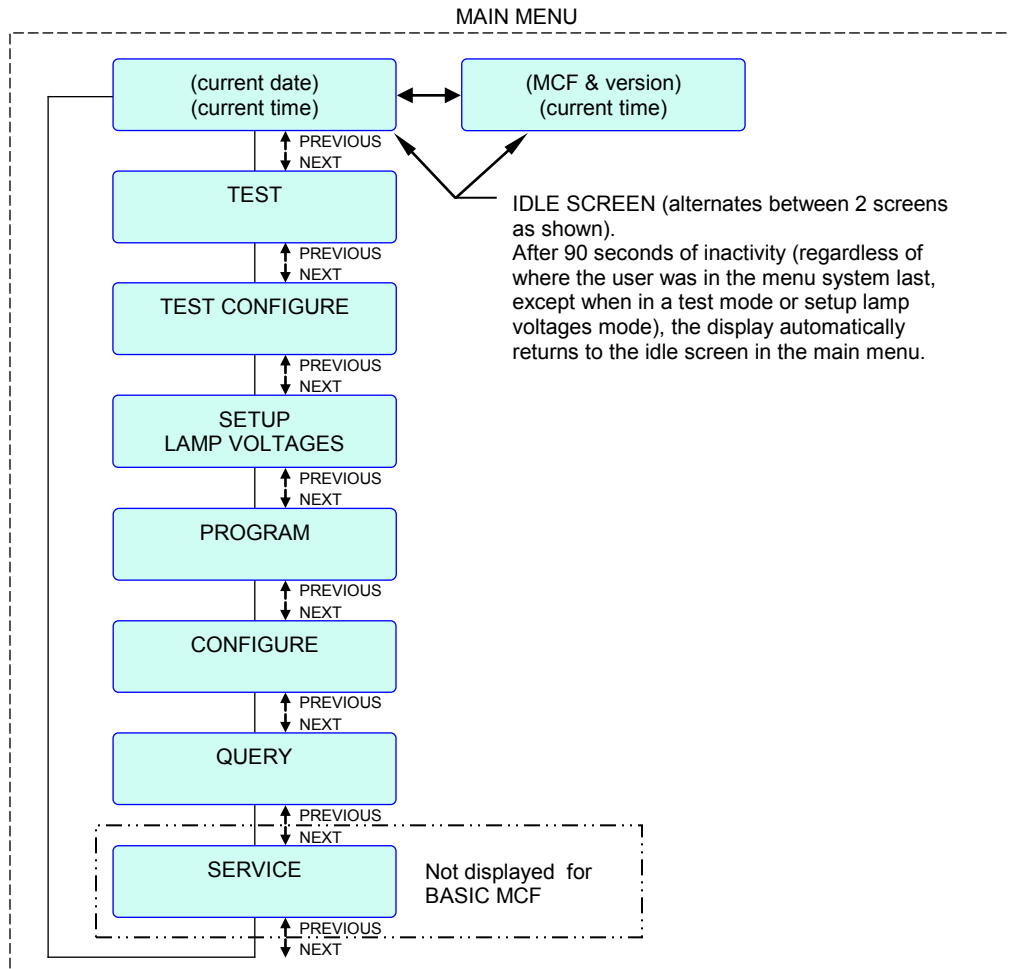 MAIN MENU
(current date)
(current time)
(MCF & version)
(current time)
PREVIOUS
NEXT
IDLE SCREEN (alternates between 2 screens
as shown).
After 90 seconds of inactivity (regardless of
where the user was in the menu system last,
except when in a test mode or setup lamp
voltages mode), the display automatically
returns to the idle screen in the main menu.
TEST
PREVIOUS
NEXT
TEST CONFIGURE
PREVIOUS
NEXT
SETUP
LAMP VOLTAGES
PREVIOUS
NEXT
PROGRAM
PREVIOUS
NEXT
CONFIGURE
PREVIOUS
NEXT
QUERY
PREVIOUS
NEXT
SERVICE
Not displayed for
BASIC MCF
PREVIOUS
NEXT